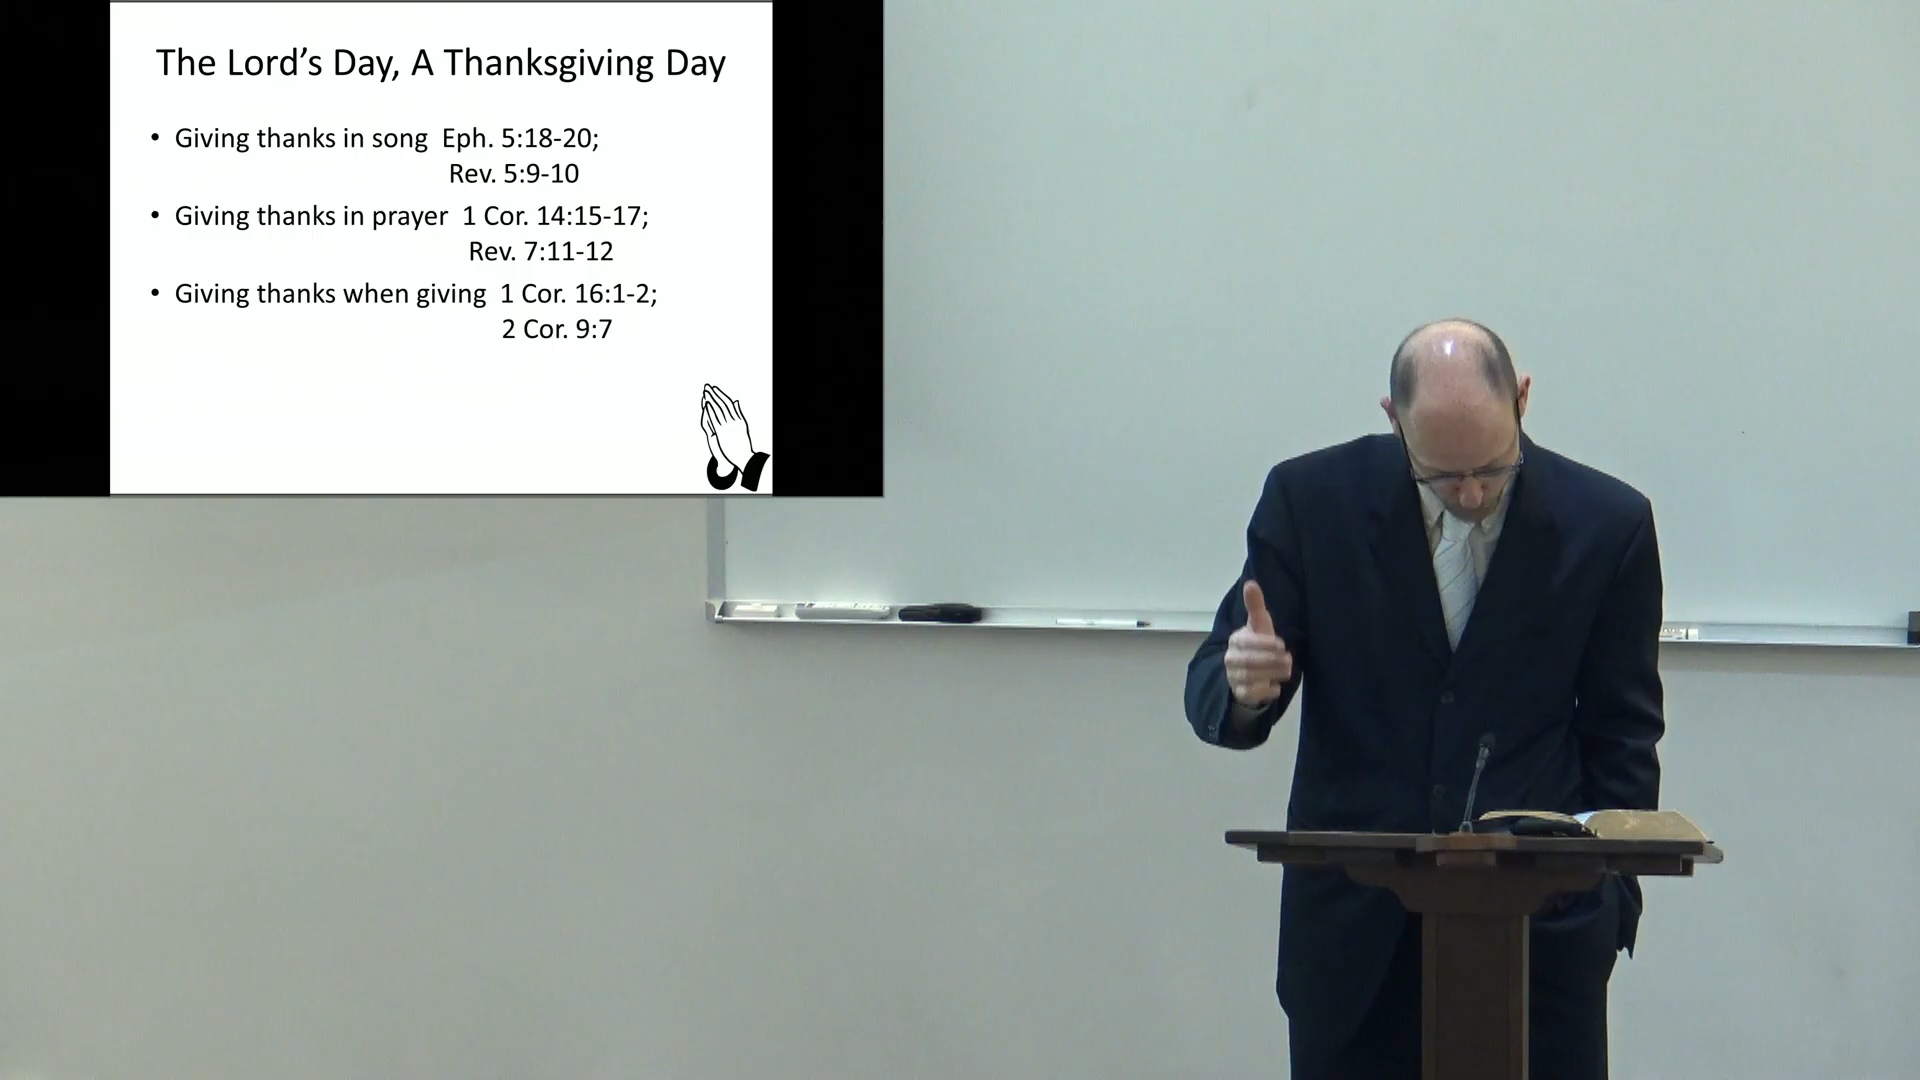 The Lord’s Day, A Thanksgiving Day
• Giving thanks in song Eph. 5:18-20;
Rev. 5:9-10
• Giving thanks in prayer 1 Cor. 14:15-17;
Rev. 7:11-12
• Giving thanks when giving 1 Cor. 16:1-2;
2 Cor. 9:7